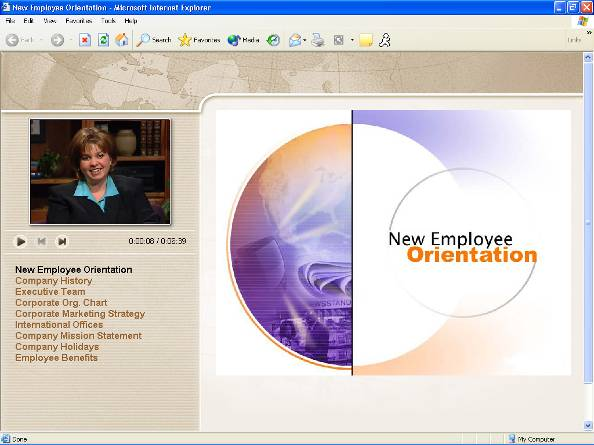 New Employee Orientation - Microsoft Internet Explorer
File Edit View Favorites Tools Help
Back Search Favorites Media Links
0:00:08 / 0:06:39
New Employee Orientation
Company History
Executive Team
Corporate Org. Chart
Corporate Marketing Strategy
International Offices
Company Mission Statement
Company Holidays
Employee Benefits
New Employee
Orientation
NEWSSTAND
Done My Computer